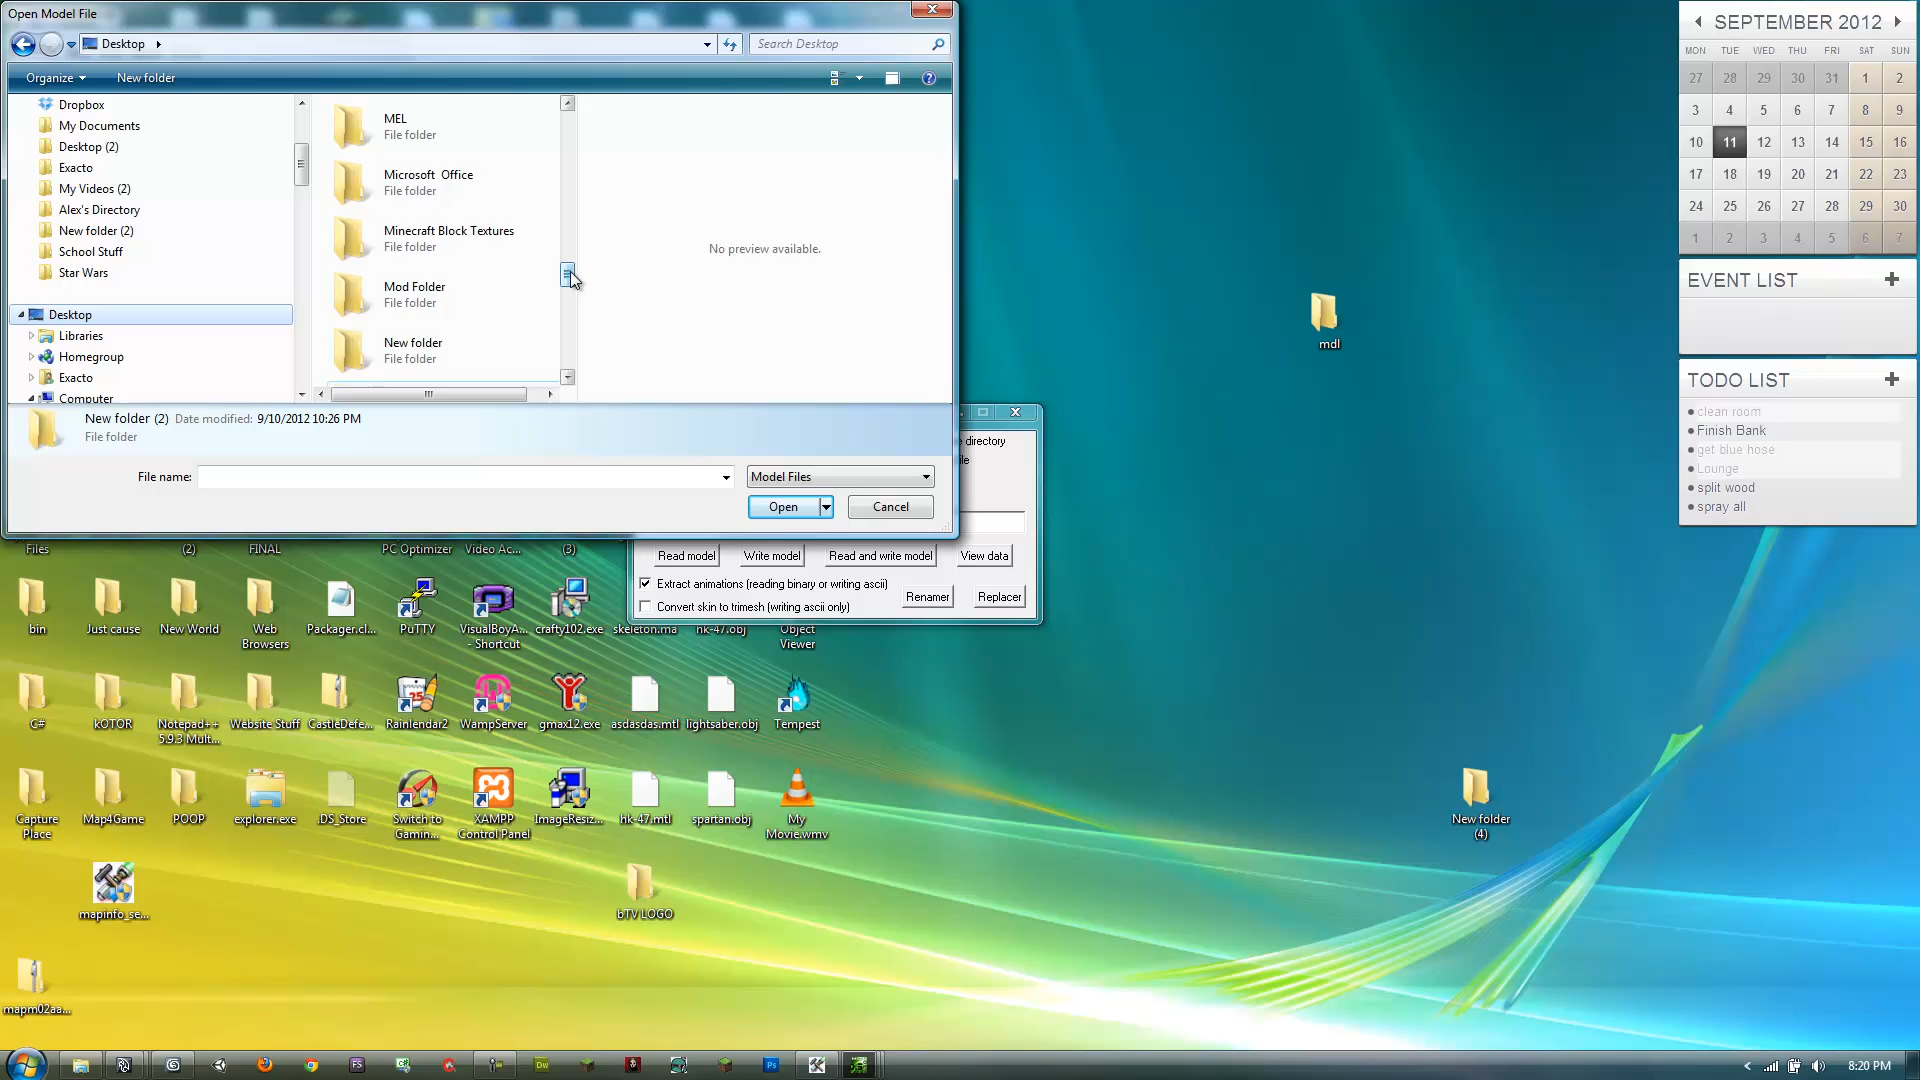 Open Model File
Desktop
Search Desktop
Organize
New folder
Dropbox
My Documents
Desktop (2)
Exacto
My Videos (2)
Alex's Directory
New folder (2)
School Stuff
Star Wars
Desktop
Libraries
Homegroup
Exacto
Computer
MEL
File folder
Microsoft Office
File folder
Minecraft Block Textures
File folder
Mod Folder
File folder
New folder
File folder
No preview available.
New folder (2) Date modified: 9/10/2012 10:26 PM
File folder
File name:
Model Files
Open
Cancel
directory
Read model
Write model
Read and write model
View data
Extract animations (reading binary or writing ascii)
Convert skin to trimesh (writing ascii only)
Renamer
Replacer
Files
(2)
FINAL
PC Optimizer
Video Ac...
(3)
bin
Just cause
New World
Web
Browsers
Packager.cl...
PuTTY
VisualBoyA...
- Shortcut
crafty102.exe
skeleton.ma
hk-47.obj
Object
Viewer
C#
kOTOR
Notepad++
5.9.3 Mult...
Website Stuff
CastleDefe...
Rainlendar2
WampServer
gmax12.exe
asdasdas.mtl
lightsaber.obj
Tempest
Capture
Place
Map4Game
POOP
explorer.exe
.DS_Store
Switch to
Gamin...
XAMPP
Control Panel
ImageResiz...
hk-47.mtl
spartan.obj
My
Movie.wmv
mapinfo_se...
bTV LOGO
mapm02aa...
mdl
New folder
(4)
SEPTEMBER 2012
MON TUE WED THU FRI SAT SUN
27 28 29 30 31 1 2
3 4 5 6 7 8 9
10 11 12 13 14 15 16
17 18 19 20 21 22 23
24 25 26 27 28 29 30
1 2 3 4 5 6 7
EVENT LIST
TODO LIST
clean room
Finish Bank
get blue hose
Lounge
split wood
spray all
FS
Dw
Ps
8:20 PM